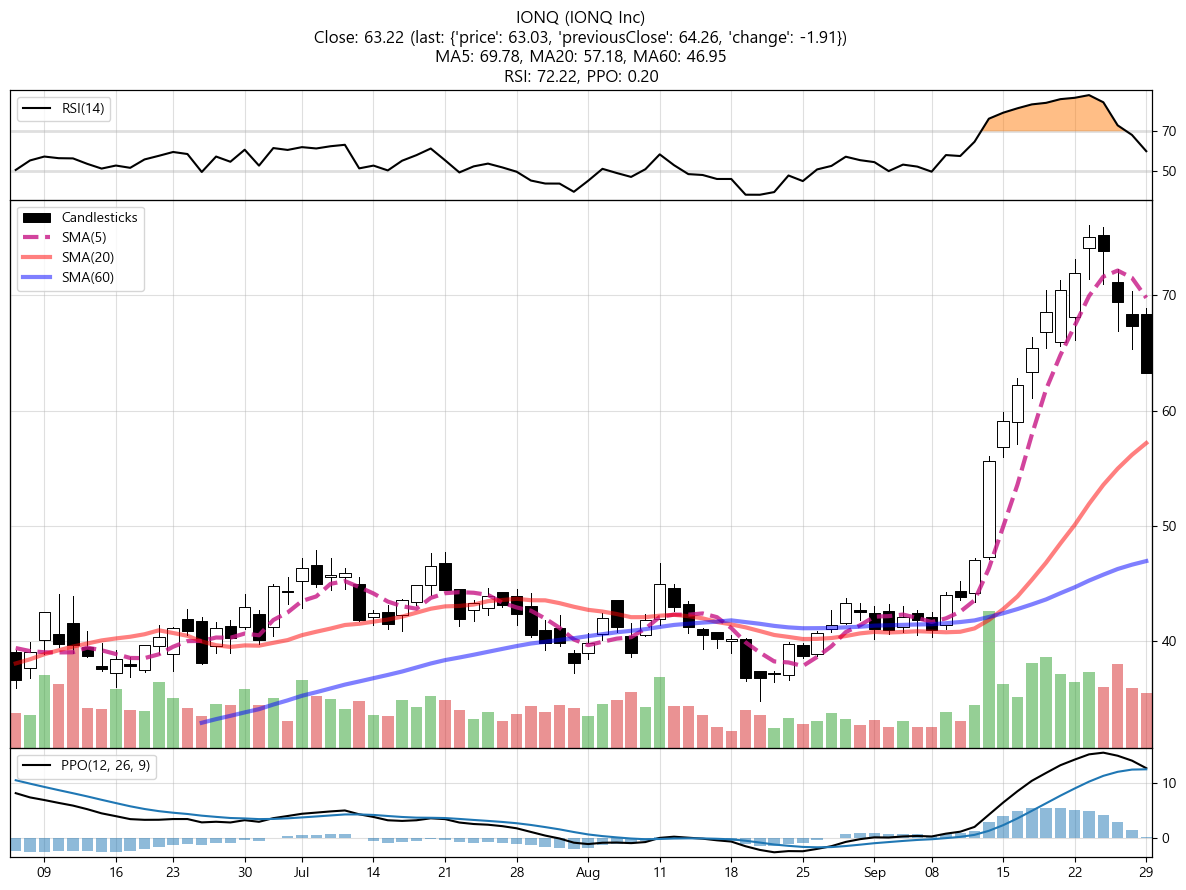 IONQ (IONQ Inc)
Close: 63.22 (last: {'price': 63.03, 'previousClose': 64.26, 'change': -1.91})
MA5: 69.78, MA20: 57.18, MA60: 46.95
RSI: 72.22, PPO: 0.20
RSI(14)
70
50
Candlesticks
SMA(5)
SMA(20)
SMA(60)
70
60
50
40
PPO(12, 26, 9)
10
0
09 16 23 30 Jul 14 21 28 Aug 11 18 25 Sep 08 15 22 29